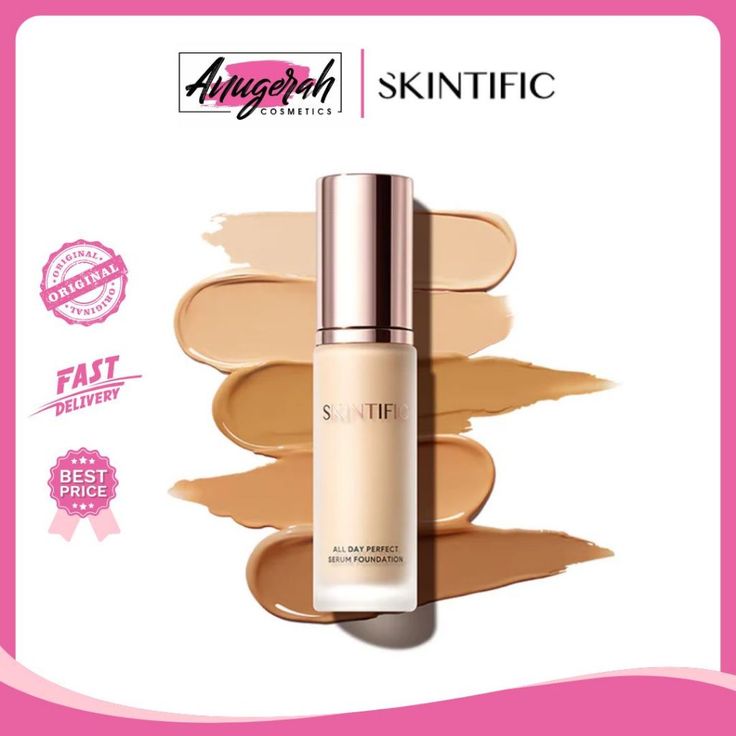 Anugerah
COSMETICS
SKINTIFIC
ORIGINAL
ORIGINAL
ORIGINAL
FAST
DELIVERY
BEST
PRICE
SKINTIFIC
ALL DAY PERFECT
SERUM FOUNDATION